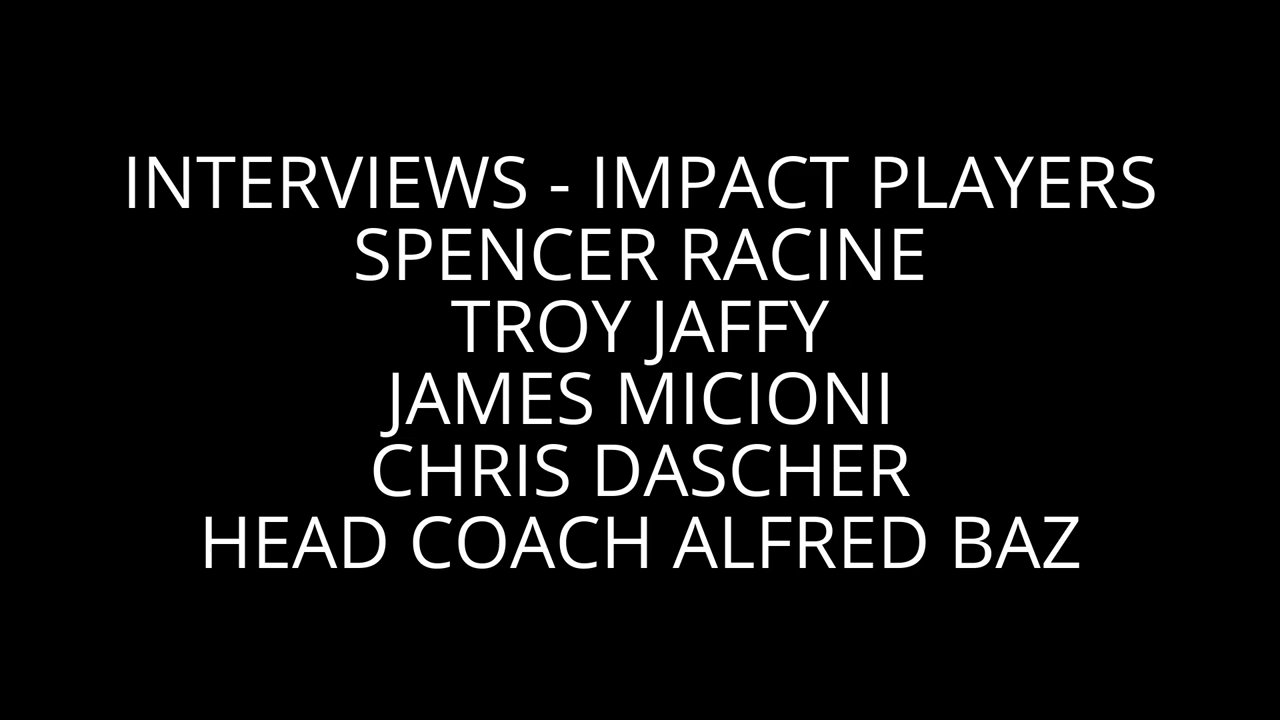 INTERVIEWS - IMPACT PLAYERS
SPENCER RACINE
TROY JAFFY
JAMES MICIONI
CHRIS DASCHER
HEAD COACH ALFRED BAZ